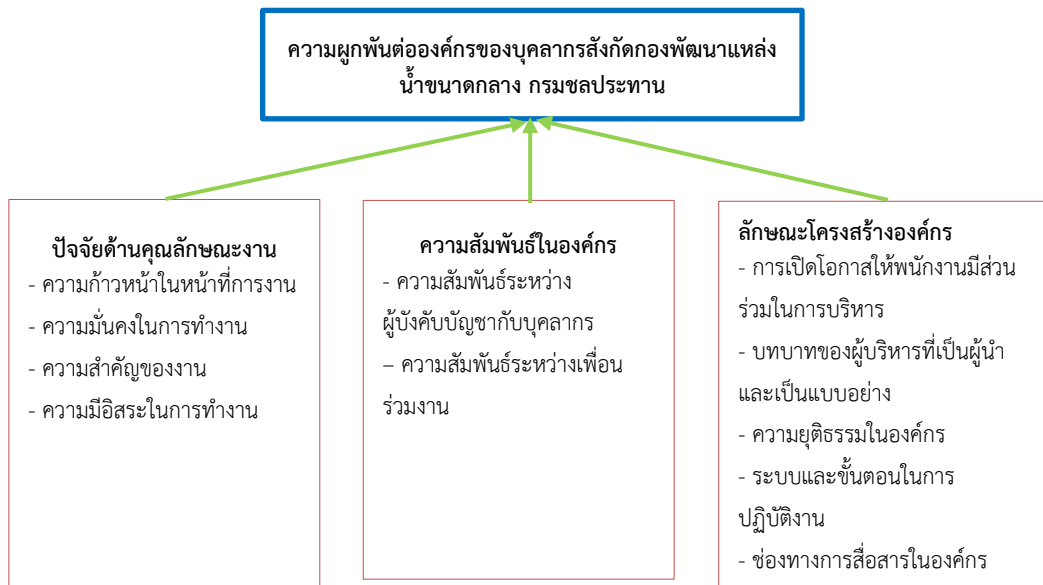 ความผูกพันต่อองค์กรของบุคลากรสังกัดกองพัฒนาแหล่ง
น้ำขนาดกลาง กรมชลประทาน
ปัจจัยด้านคุณลักษณะงาน
- ความก้าวหน้าในหน้าที่การงาน
- ความมั่นคงในการทำงาน
- ความสำคัญของงาน
- ความมีอิสระในการทำงาน
ความสัมพันธ์ในองค์กร
- ความสัมพันธ์ระหว่าง
ผู้บังคับบัญชากับบุคลากร
– ความสัมพันธ์ระหว่างเพื่อน
ร่วมงาน
ลักษณะโครงสร้างองค์กร
- การเปิดโอกาสให้พนักงานมีส่วน
ร่วมในการบริหาร
- บทบาทของผู้บริหารที่เป็นผู้นำ
และเป็นแบบอย่าง
- ความยุติธรรมในองค์กร
- ระบบและขั้นตอนในการ
ปฏิบัติงาน
- ช่องทางการสื่อสารในองค์กร